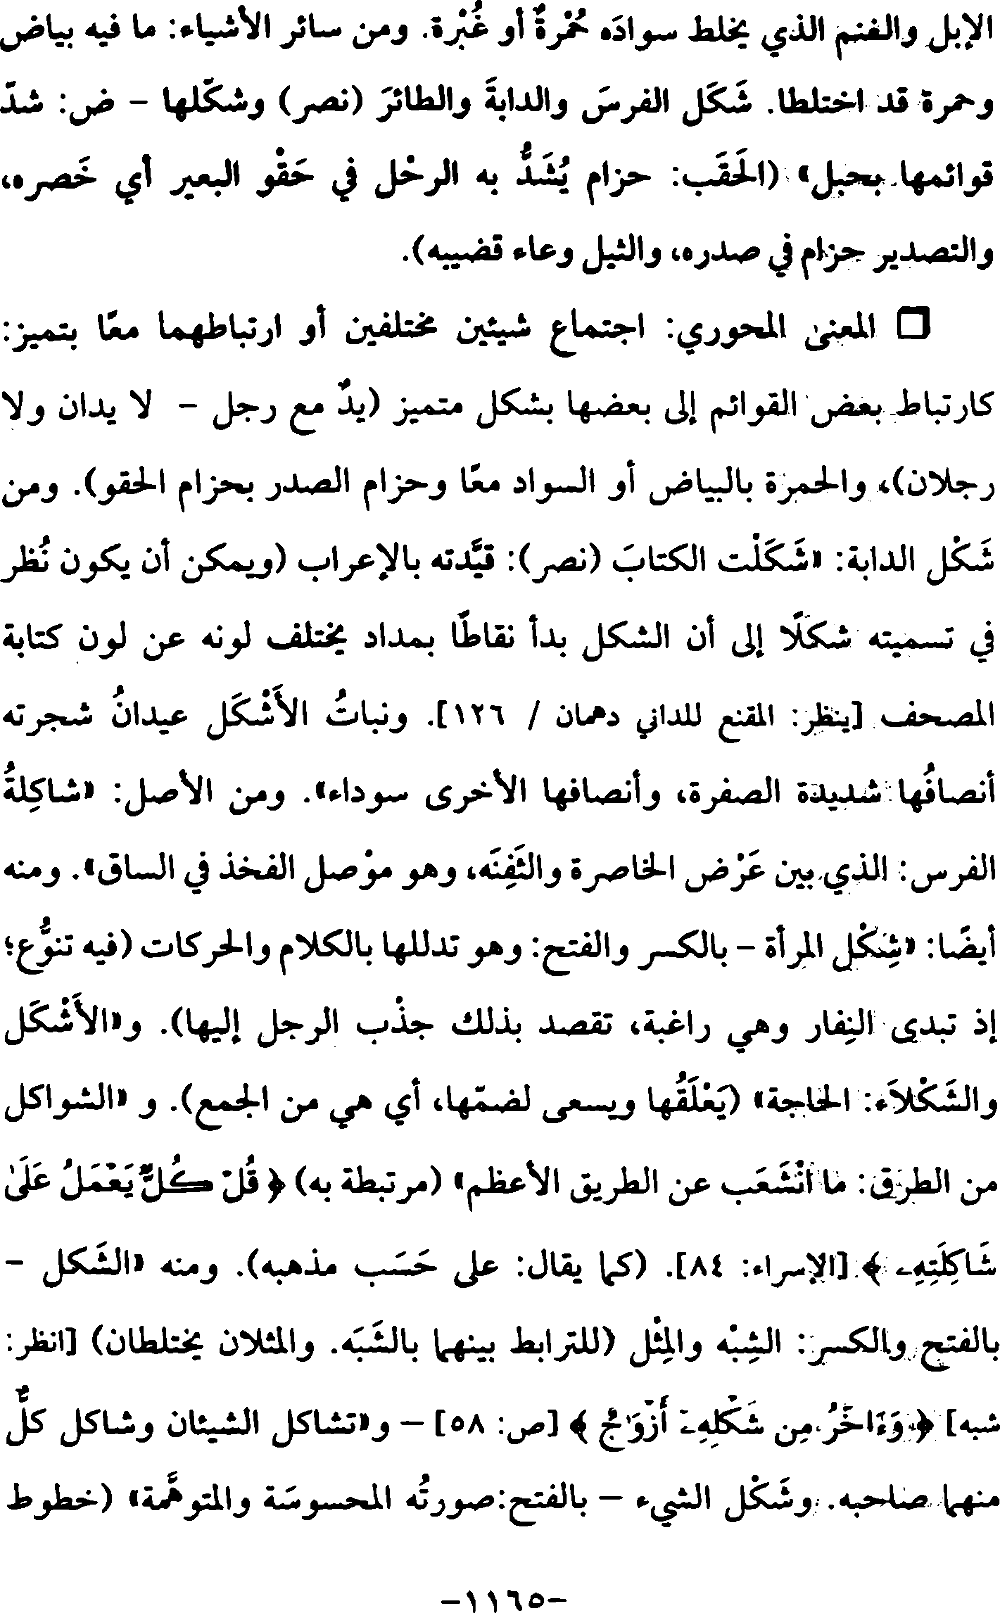 الإبل والغنم الذي يخلط سوادَه حُمْرةٌ أو غُبْرة. ومن سائر الأشياء: ما فيه بياض
وحمرة قد اختلطا. شَكَل الفرسَ والدابةَ والطائرَ (نصر) وشكّلها – ض: شدّ
قوائمها بحبل» (الحَقَب: حزام يُشَدُّ به الرحْل في حَقْو البعير أي خَصره،
والتصدير حزام في صدره، والثيل وعاء قضيبه).
□ المعنىٰ المحوري: اجتماع شيئين مختلفين أو ارتباطهما معًا بتميز:
كارتباط بعض القوائم إلى بعضها بشكل متميز (يدٌ مع رجل – لا يدان ولا
رجلان)، والحمرة بالبياض أو السواد معًا وحزام الصدر بحزام الحقو). ومن
شَكْل الدابة: «شَكَلْت الكتابَ (نصر): قيَّدته بالإعراب (ويمكن أن يكون نُظر
في تسميته شكلًا إلى أن الشكل بدأ نقاطًا بمداد يختلف لونه عن لون كتابة
المصحف [ينظر: المقنع للداني دهمان / ١٢٦]. ونباتُ الأَشْكَل عيدانُ شجرته
أنصافُها شديدة الصفرة، وأنصافها الأخرى سوداء». ومن الأصل: «شاكِلةُ
الفرس: الذي بين عَرْض الخاصرة والثَفِنَه، وهو موْصل الفخذ في الساق». ومنه
أيضًا: «شِكْل المرأة – بالكسر والفتح: وهو تدللها بالكلام والحركات (فيه تنوُّع؛
إذ تبدى النِفار وهي راغبة، تقصد بذلك جذْب الرجل إليها). و«الأَشْكَل
والشَكْلاَء: الحاجة» (يَعْلَقُها ويسعى لضمّها، أي هي من الجمع). و «الشواكل
من الطرق: ما انْشَعَب عن الطريق الأعظم» (مرتبطة به) ﴿ قُلْ كُلٌّ يَعْمَلُ عَلَىٰ
شَاكِلَتِهِۦ ﴾ [الإسراء: ٨٤]. (كما يقال: على حَسَب مذهبه). ومنه «الشَكل –
بالفتح والكسر: الشِبْه والمِثْل (للترابط بينهما بالشَبَه. والمثلان يختلطان) [انظر:
شبه] ﴿ وَءَاخَرُ مِن شَكْلِهِۦٓ أَزْوَٰجٌ ﴾ [ص: ٥٨] – و«تشاكل الشيئان وشاكل كلٌّ
منهما صاحبه. وشَكْل الشيء – بالفتح: صورتُه المحسوسَة والمتوهَّمة» (خطوط
-١١٦٥-